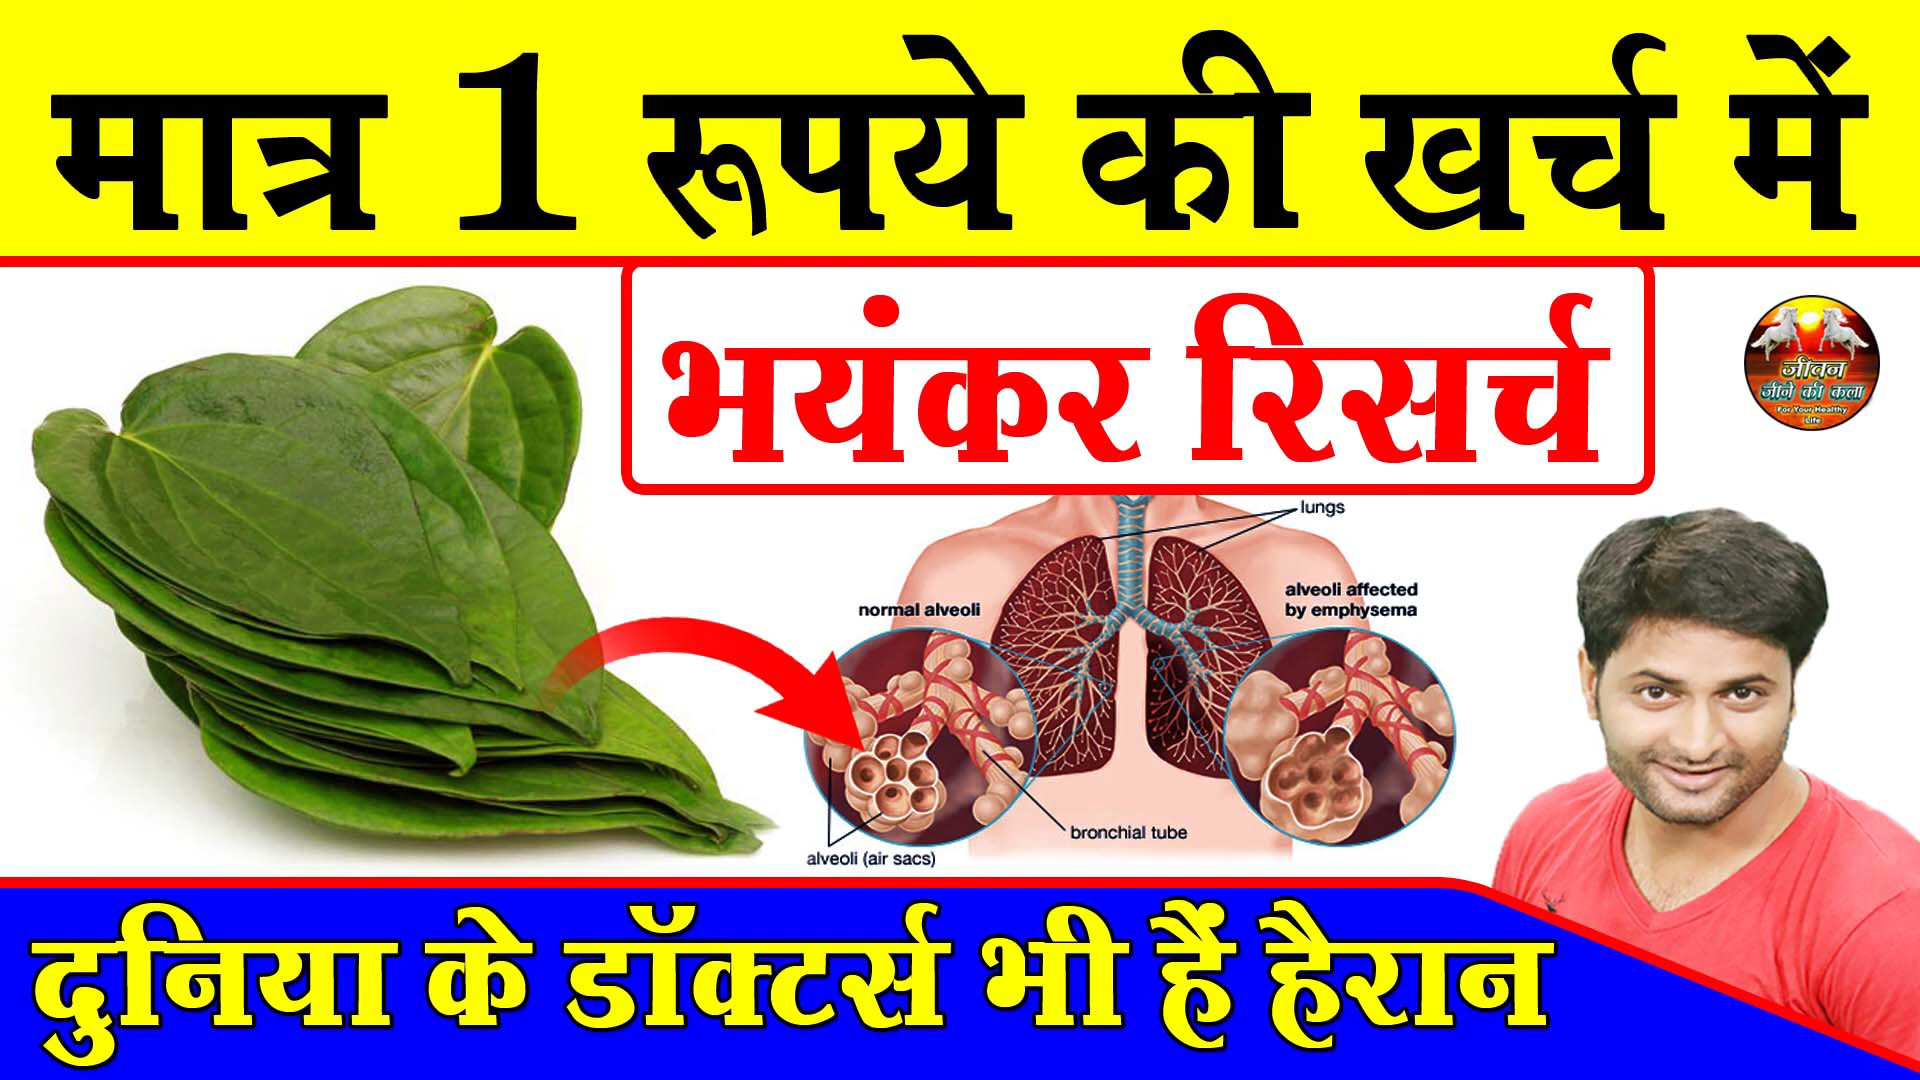 मात्र 1 रूपये की खर्च में
भयंकर रिसर्च
जीवन
जीने की कला
For Your Healthy
Life
lungs
normal alveoli
alveoli affected
by emphysema
bronchial tube
alveoli (air sacs)
दुनिया के डॉक्टर्स भी हैं हैरान